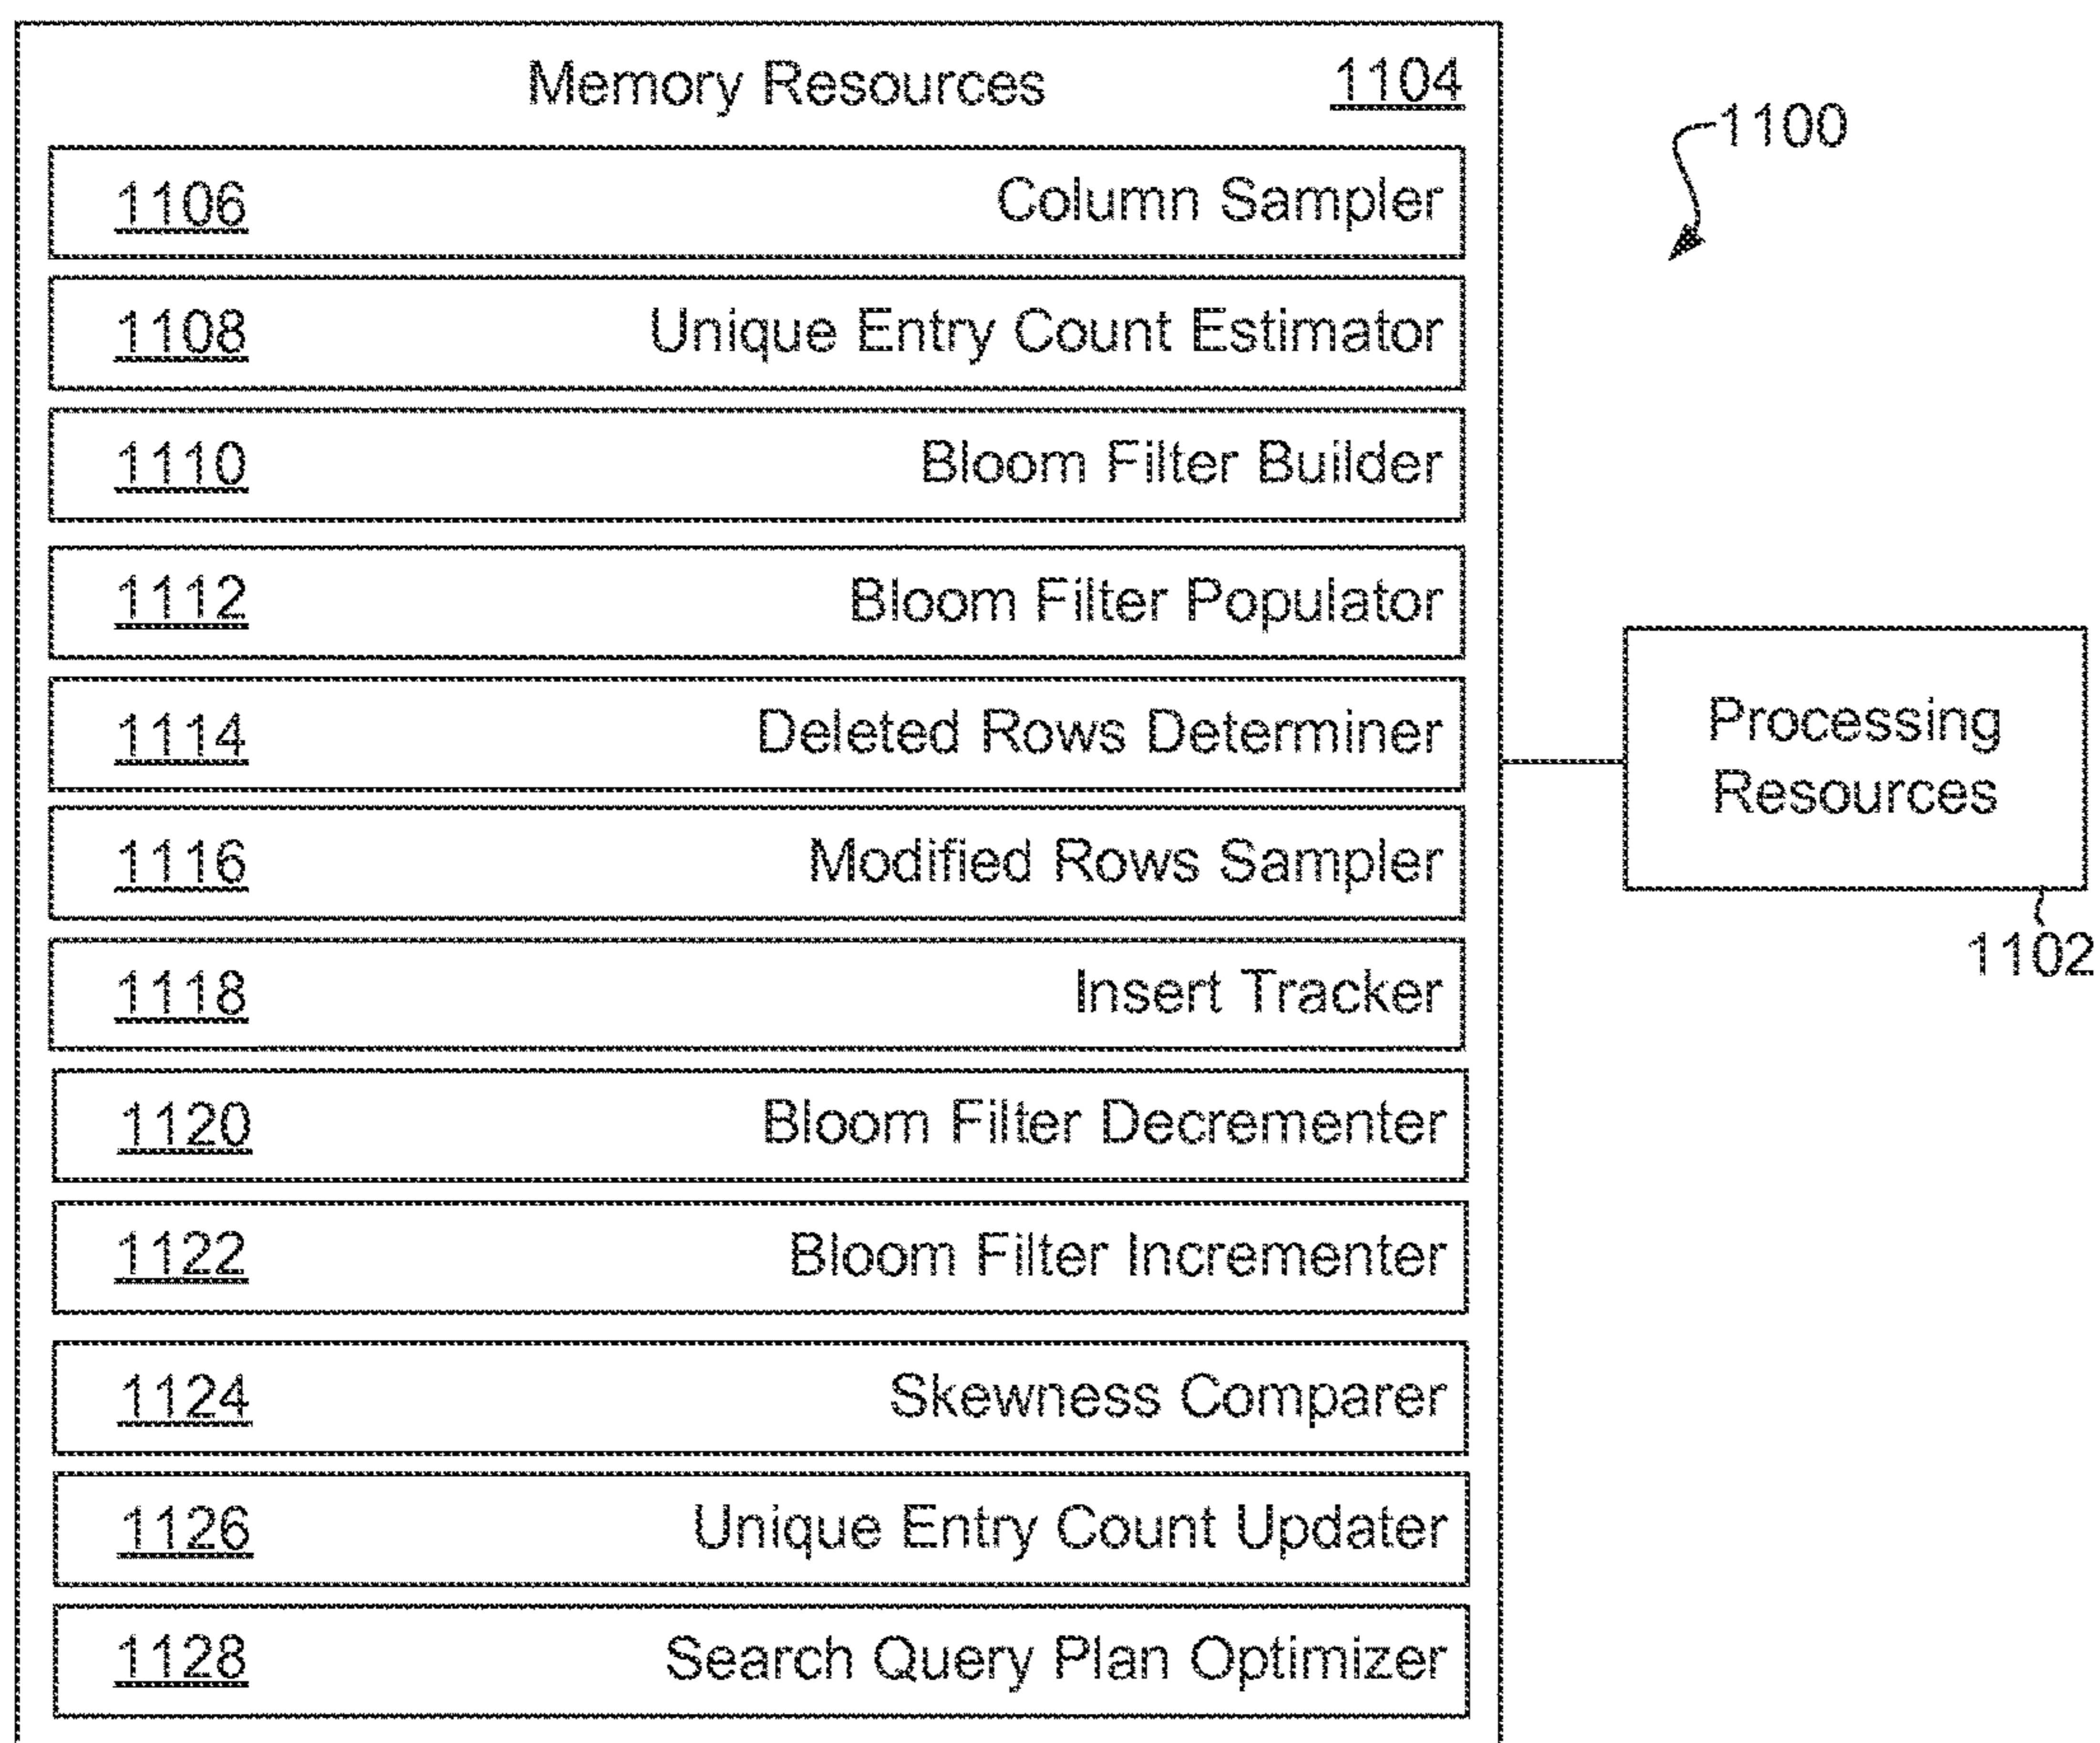 Memory Resources 1104
1100
1106 Column Sampler
1108 Unique Entry Count Estimator
1110 Bloom Filter Builder
1112 Bloom Filter Populator
1114 Deleted Rows Determiner
1116 Modified Rows Sampler
1118 Insert Tracker
1120 Bloom Filter Decrementer
1122 Bloom Filter Incrementer
1124 Skewness Comparer
1126 Unique Entry Count Updater
1128 Search Query Plan Optimizer
Processing
Resources
1102